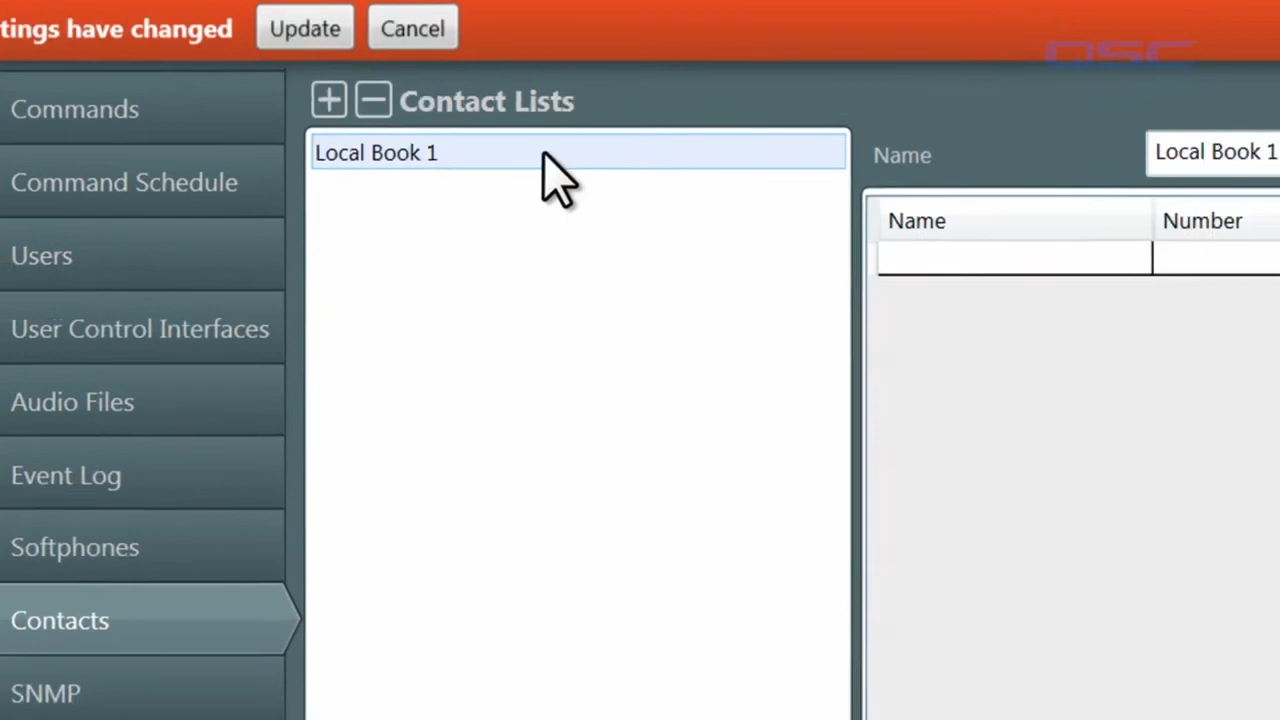 tings have changed
Update
Cancel
QSC
Commands
Command Schedule
Users
User Control Interfaces
Audio Files
Event Log
Softphones
Contacts
SNMP
Contact Lists
Local Book 1
Name
Local Book 1
Name
Number